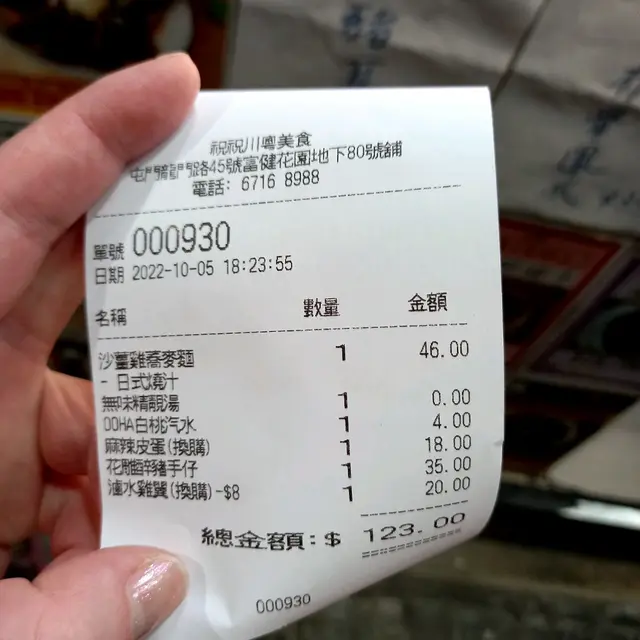 祝祝川粵美食
屯門龍門路45號富健花園地下80號舖
電話: 6716 8988
單號 000930
日期 2022-10-05 18:23:55
名稱 數量 金額
沙薑雞蕎麥麵 1 46.00
- 日式燒汁
無味精靚湯 1 0.00
OOHA白桃汽水 1 4.00
麻辣皮蛋(換購) 1 18.00
花雕醉豬手仔 1 35.00
滷水雞翼(換購)-$8 1 20.00
總金額:$ 123.00
000930